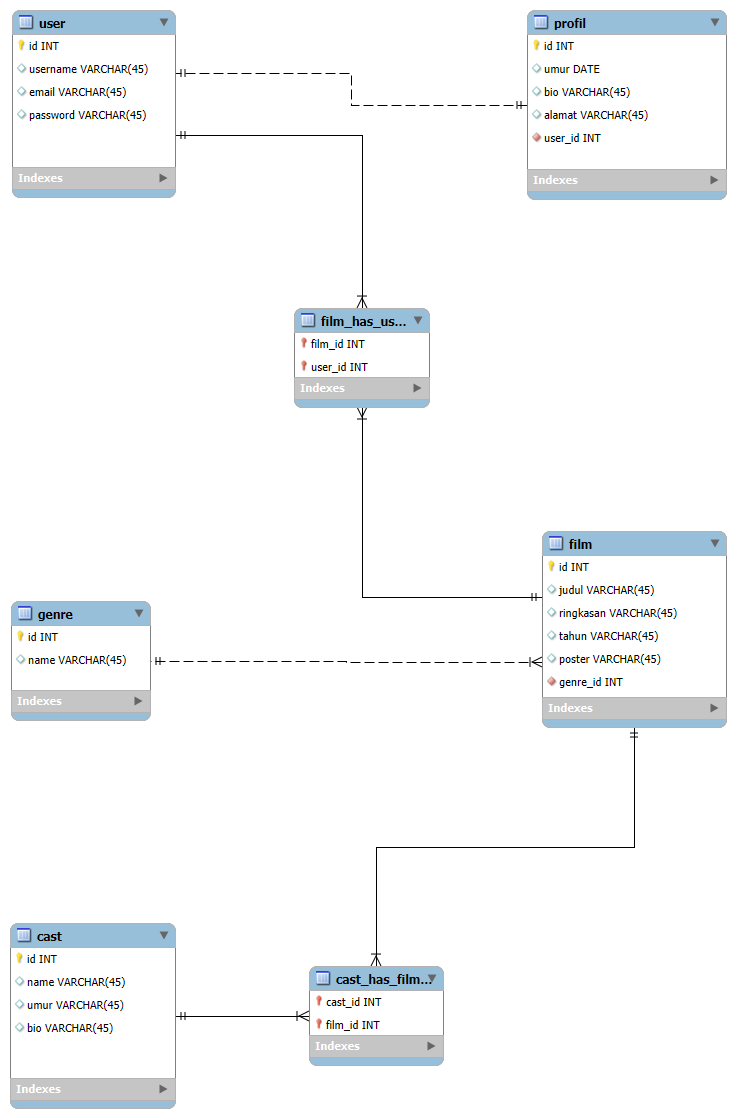 user
id INT
username VARCHAR(45)
email VARCHAR(45)
password VARCHAR(45)
Indexes
profil
id INT
umur DATE
bio VARCHAR(45)
alamat VARCHAR(45)
user_id INT
Indexes
film_has_us...
film_id INT
user_id INT
Indexes
film
id INT
judul VARCHAR(45)
ringkasan VARCHAR(45)
tahun VARCHAR(45)
poster VARCHAR(45)
genre_id INT
Indexes
genre
id INT
name VARCHAR(45)
Indexes
cast
id INT
name VARCHAR(45)
umur VARCHAR(45)
bio VARCHAR(45)
Indexes
cast_has_film...
cast_id INT
film_id INT
Indexes